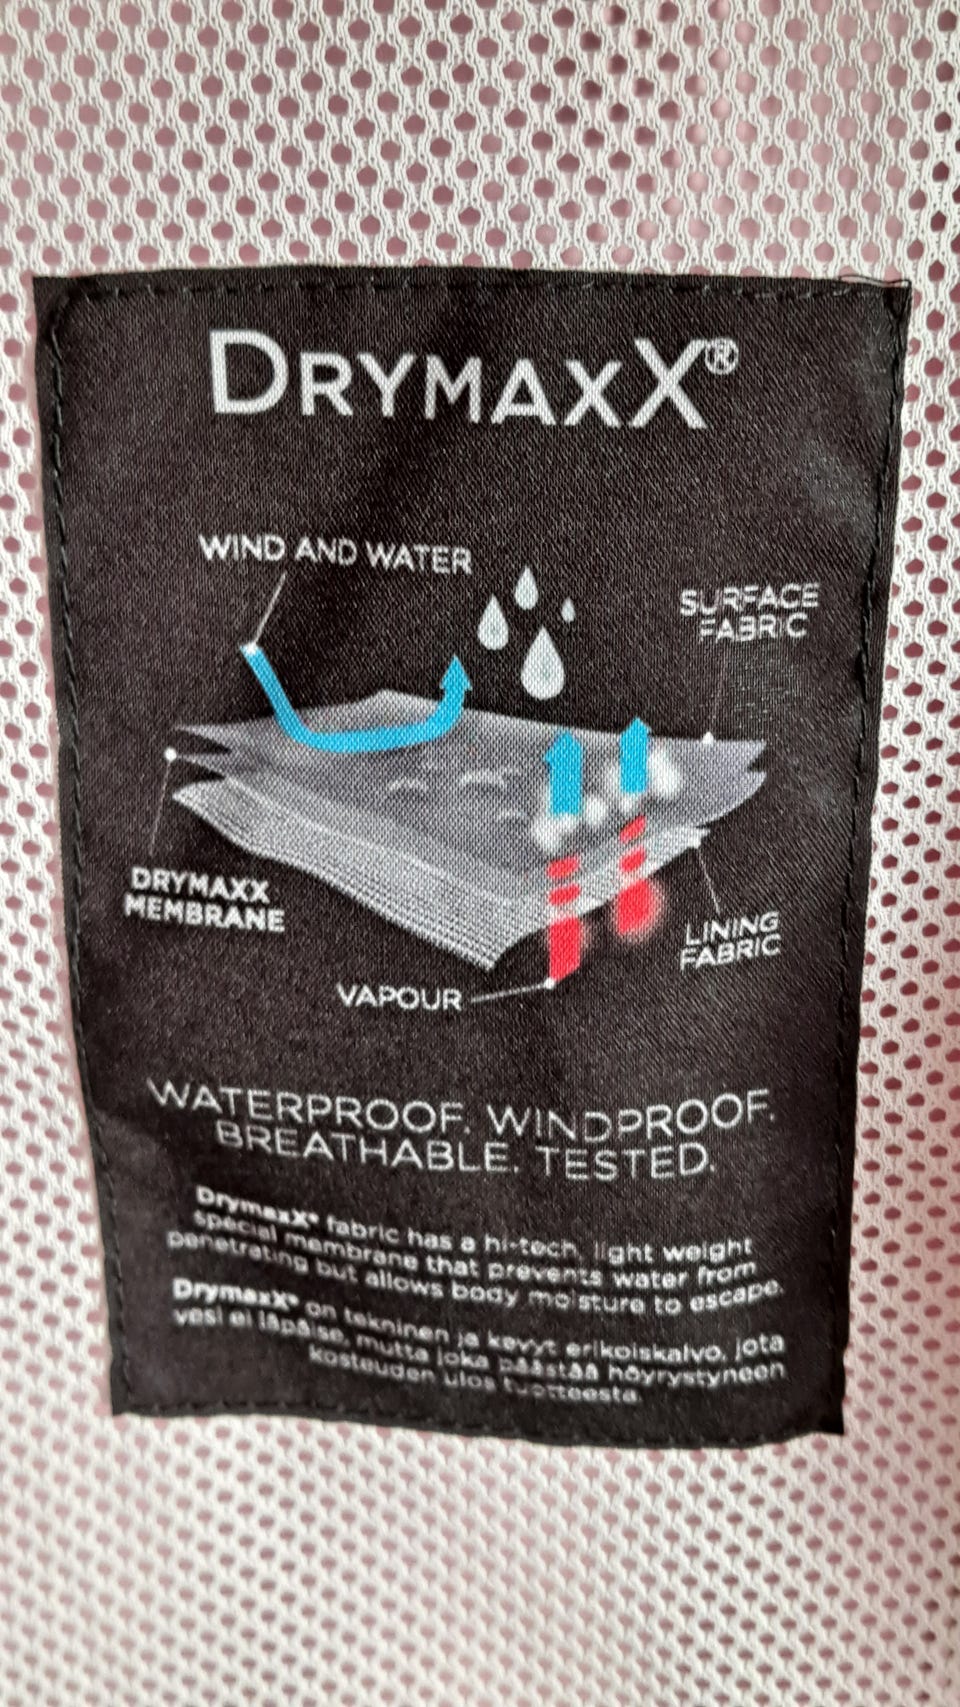 DRYMAXX®
WIND AND WATER
SURFACE
FABRIC
DRYMAXX
MEMBRANE
LINING
FABRIC
VAPOUR
WATERPROOF. WINDPROOF.
BREATHABLE. TESTED.
DrymaxX® fabric has a hi-tech, light weight
special membrane that prevents water from
penetrating but allows body moisture to escape.
DrymaxX® on tekninen ja kevyt erikoiskalvo, jota
vesi ei läpäise, mutta joka päästää höyrystyneen
kosteuden ulos tuotteesta.